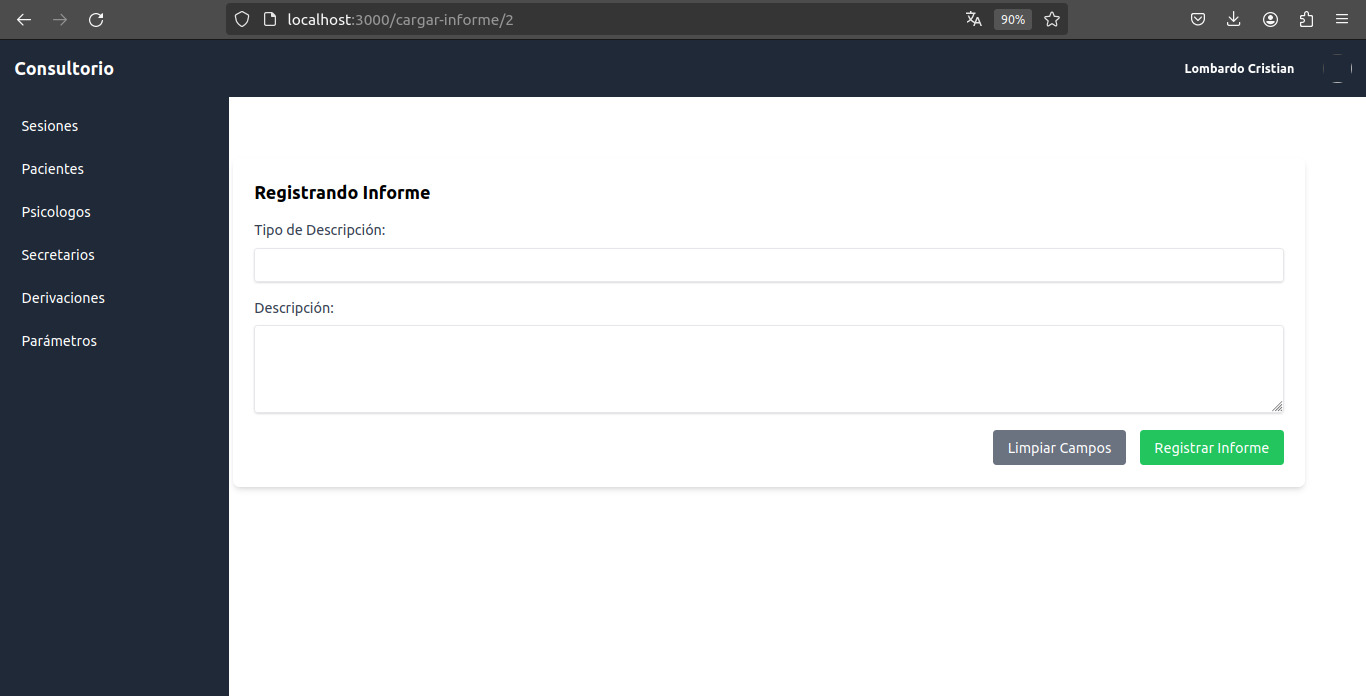 localhost:3000/cargar-informe/2
90%
Consultorio
Lombardo Cristian
Sesiones
Pacientes
Psicologos
Secretarios
Derivaciones
Parámetros
Registrando Informe
Tipo de Descripción:
Descripción:
Limpiar Campos
Registrar Informe